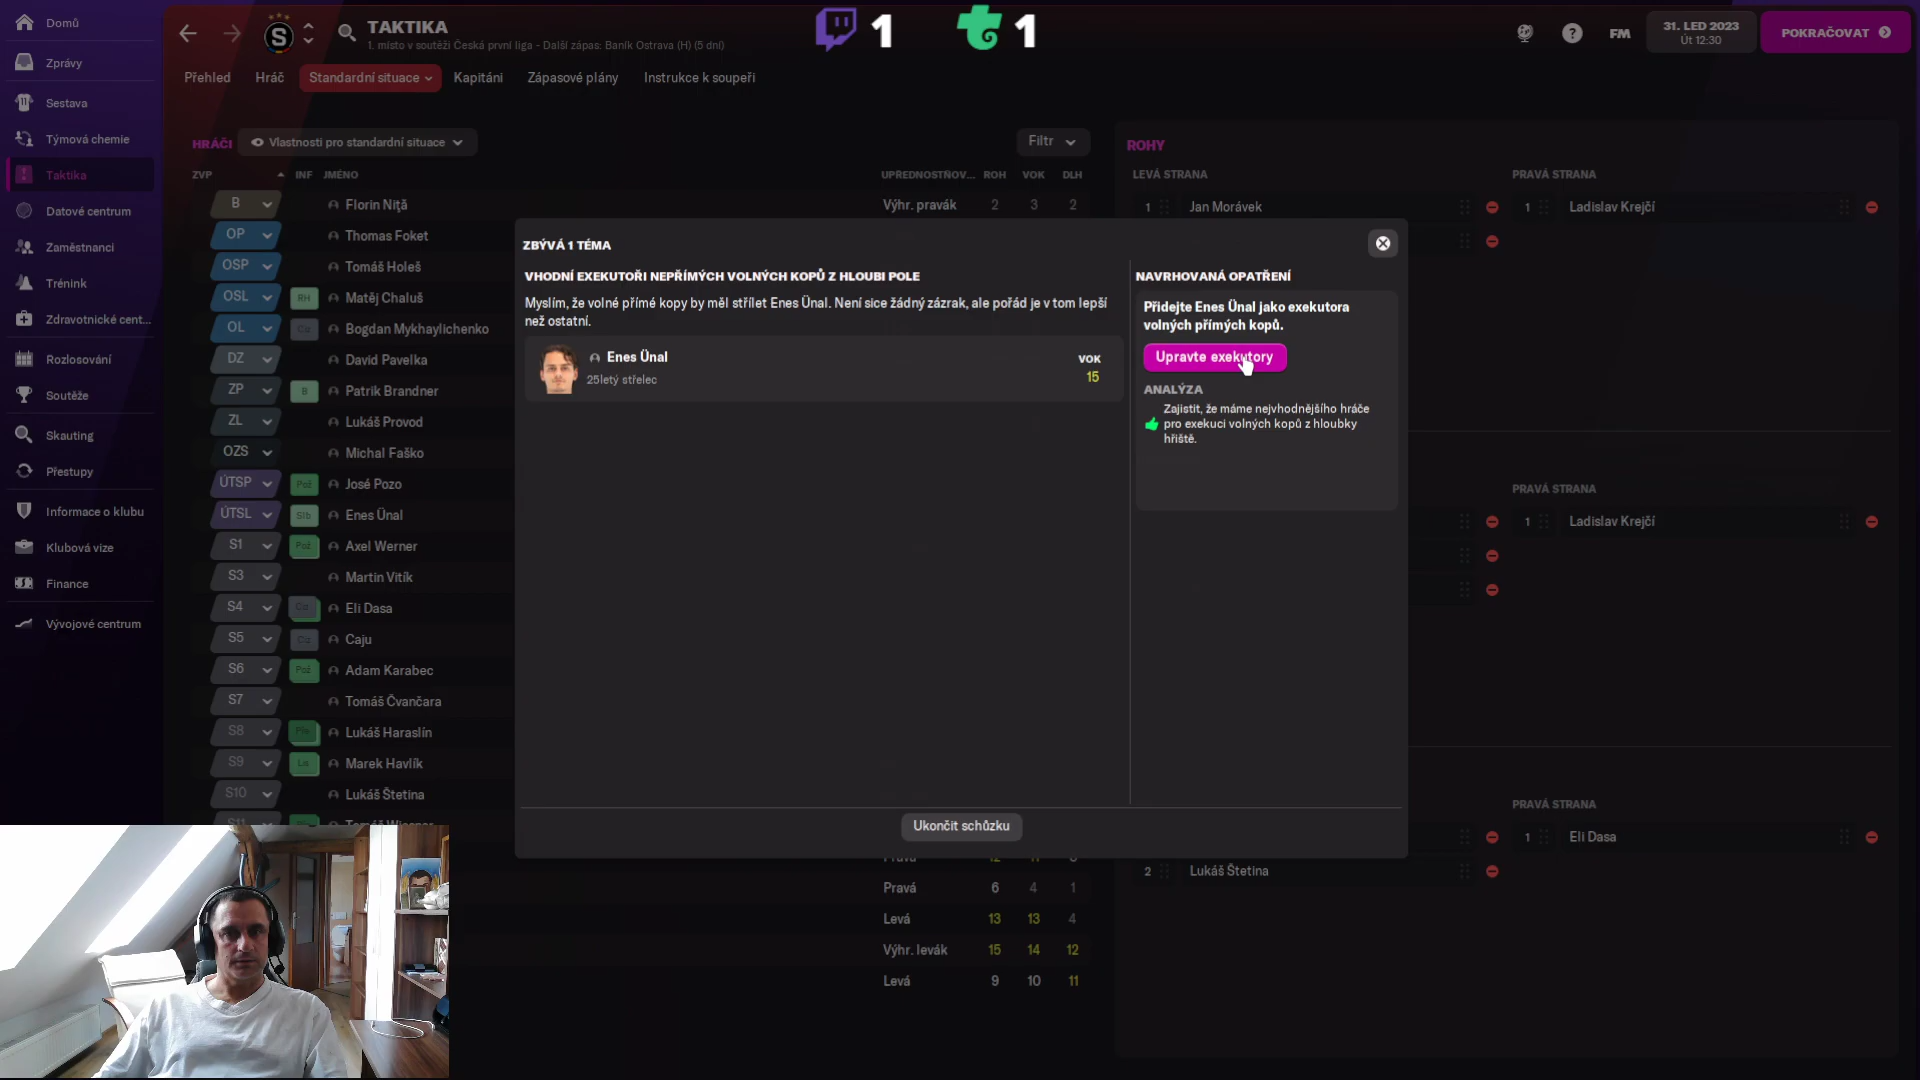 Domů
Zprávy
Sestava
Týmová chemie
Taktika
Datové centrum
Zaměstnanci
Trénink
Zdravotnické cent...
Rozlosování
Soutěže
Skauting
Přestupy
Informace o klubu
Klubová vize
Finance
Vývojové centrum
TAKTIKA
1. místo v soutěži Česká první liga - Další zápas: Baník Ostrava (H) (5 dní)
1
1
FM
31. LED 2023
Út 12:30
POKRAČOVAT
Přehled
Hráč
Standardní situace
Kapitáni
Zápasové plány
Instrukce k soupeři
HRÁČI
Vlastnosti pro standardní situace
Filtr
ZVP INF JMÉNO UPŘEDNOSTŇOV... ROH VOK DLH
B Florin Niţă Výhr. pravák 2 3 2
OP Thomas Foket
OSP Tomáš Holeš
OSL RH Matěj Chaluš
OL Ciz Bogdan Mykhaylichenko
DZ David Pavelka
ZP B Patrik Brandner
ZL Lukáš Provod
OZS Michal Faško
ÚTSP Pož José Pozo
ÚTSL Slb Enes Ünal
S1 Pož Axel Werner
S3 Martin Vitík
S4 Eli Dasa
S5 Ciz Caju
S6 Pož Adam Karabec
S7 Tomáš Čvančara
S8 Lukáš Haraslín
S9 Marek Havlík
S10 Lukáš Štetina
Pravá 6 4 1
Levá 13 13 4
Výhr. levák 15 14 12
Levá 9 10 11
ZBÝVÁ 1 TÉMA
VHODNÍ EXEKUTOŘI NEPŘÍMÝCH VOLNÝCH KOPŮ Z HLOUBI POLE
Myslím, že volné přímé kopy by měl střílet Enes Ünal. Není sice žádný zázrak, ale pořád je v tom lepší
než ostatní.
Enes Ünal
25letý střelec
VOK
15
NAVRHOVANÁ OPATŘENÍ
Přidejte Enes Ünal jako exekutora
volných přímých kopů.
Upravte exekutory
ANALÝZA
Zajistit, že máme nejvhodnějšího hráče
pro exekuci volných kopů z hloubky
hřiště.
Ukončit schůzku
ROHY
LEVÁ STRANA
PRAVÁ STRANA
1 Jan Morávek
1 Ladislav Krejčí
PRAVÁ STRANA
1 Ladislav Krejčí
PRAVÁ STRANA
1 Eli Dasa
2 Lukáš Štetina